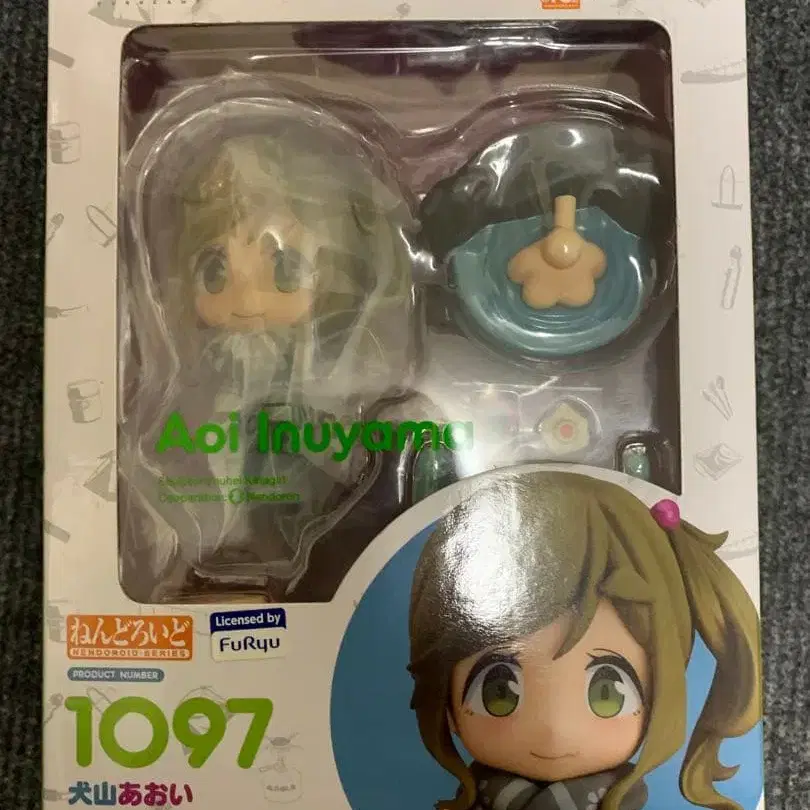 Aoi Inuyama
Nendoron
ねんどろいど
NENDOROID SERIES
Licensed by
FuRyu
PRODUCT NUMBER
1097
犬山あおい